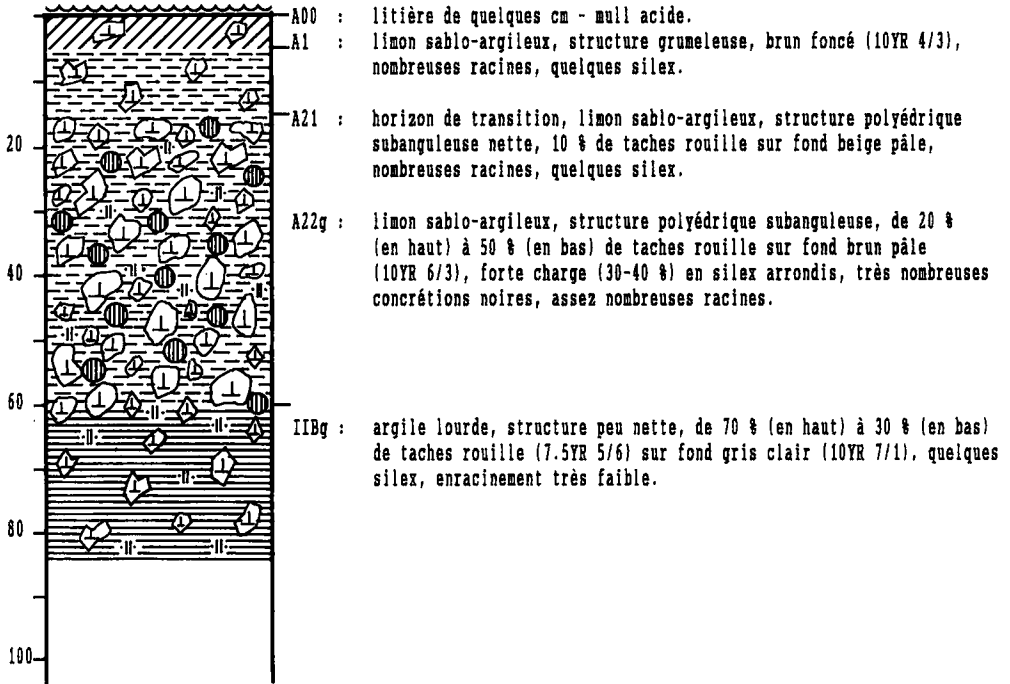 A00 : litière de quelques cm - mull acide.
A1 : limon sablo-argileux, structure grumeleuse, brun foncé (10YR 4/3),
nombreuses racines, quelques silex.
A21 : horizon de transition, limon sablo-argileux, structure polyédrique
subanguleuse nette, 10 % de taches rouille sur fond beige pâle,
nombreuses racines, quelques silex.
20
A22g : limon sablo-argileux, structure polyédrique subanguleuse, de 20 %
(en haut) à 50 % (en bas) de taches rouille sur fond brun pâle
(10YR 6/3), forte charge (30-40 %) en silex arrondis, très nombreuses
concrétions noires, assez nombreuses racines.
40
60
IIBg : argile lourde, structure peu nette, de 70 % (en haut) à 30 % (en bas)
de taches rouille (7.5YR 5/6) sur fond gris clair (10YR 7/1), quelques
silex, enracinement très faible.
80
100